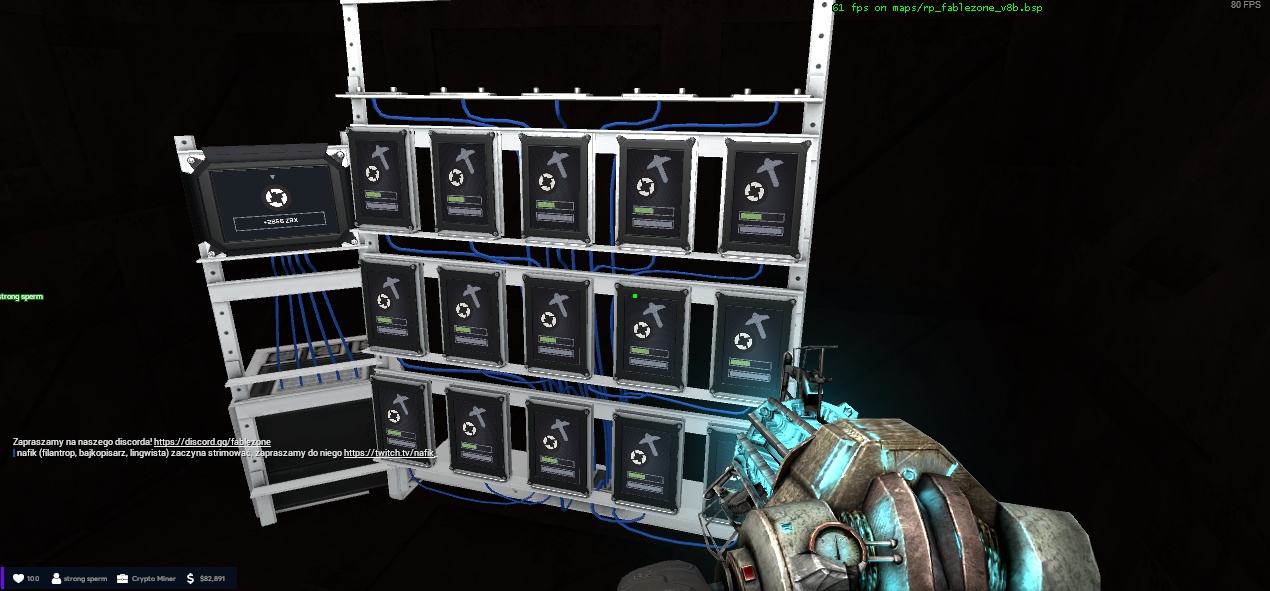 61 fps on maps/rp_fablezone_v8b.bsp
80 FPS
strong sperm
Zapraszamy na naszego discorda! https://discord.gg/fablezone
nafik (filantrop, bajkopisarz, lingwista) zaczyna strimować, zapraszamy do niego https://twitch.tv/nafik
100
strong sperm
Crypto Miner
$ $82,891